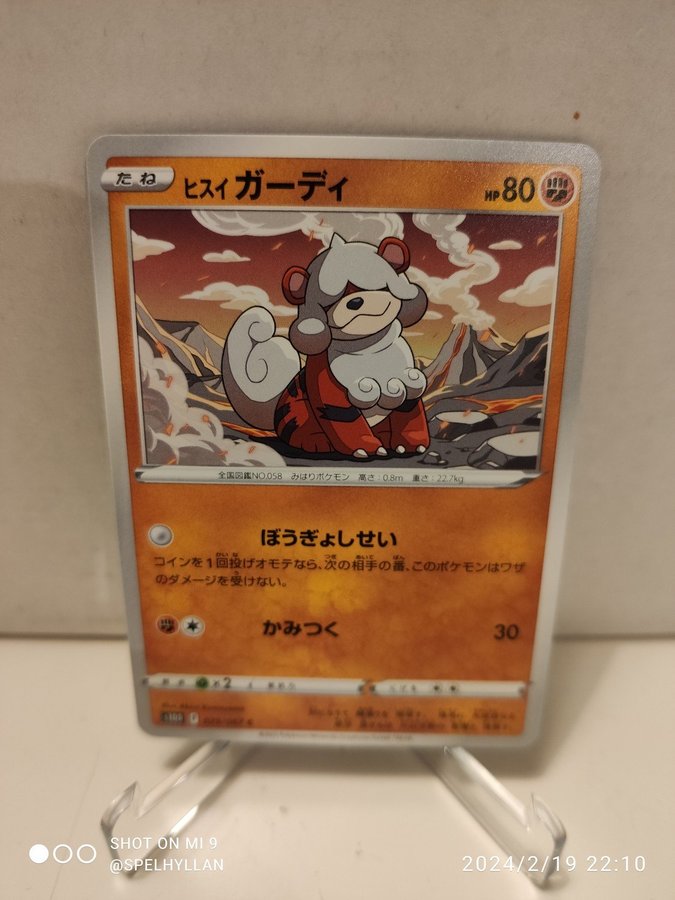 たね
ヒスイ ガーディ
HP 80
全国図鑑NO.058 みはりポケモン 高さ:0.8m 重さ:22.7kg
ぼうぎょしせい
コインを1回投げオモテなら、次の相手の番、このポケモンはワザ
のダメージを受けない。
かみつく 30
×2
SHOT ON MI 9
@SPELHYLLAN
2024/2/19 22:10